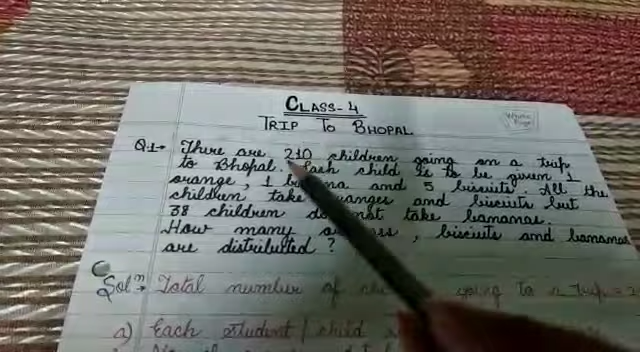 CLASS-4
TRIP TO BHOPAL
Q.1→ There are 210 children going on a trip
to Bhopal. Each child is to be given 1
orange, 1 banana and 5 biscuits. All the
children take oranges and biscuits but
38 children do not take bananas.
How many oranges, biscuits and bananas
are distributed ?
Solⁿ→ Total number of going to a trip = 2
a) Each student / child